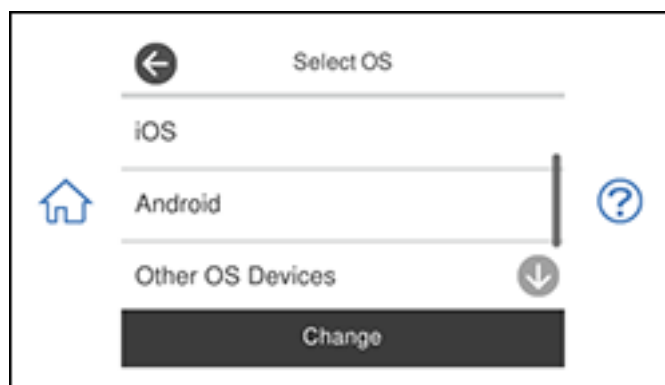 Select OS
iOS
Android
Other OS Devices
Change